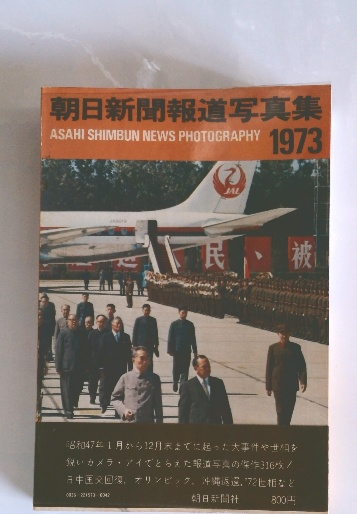 朝日新聞報道写真集
ASAHI SHIMBUN NEWS PHOTOGRAPHY 1973
JAL
民、被
昭和47年1月から12月末までに起った大事件や世相を
鋭いカメラ・アイでとらえた報道写真の傑作316枚/
日中国交回復, オリンピック, 沖縄返還, '72世相など
朝日新聞社 800円